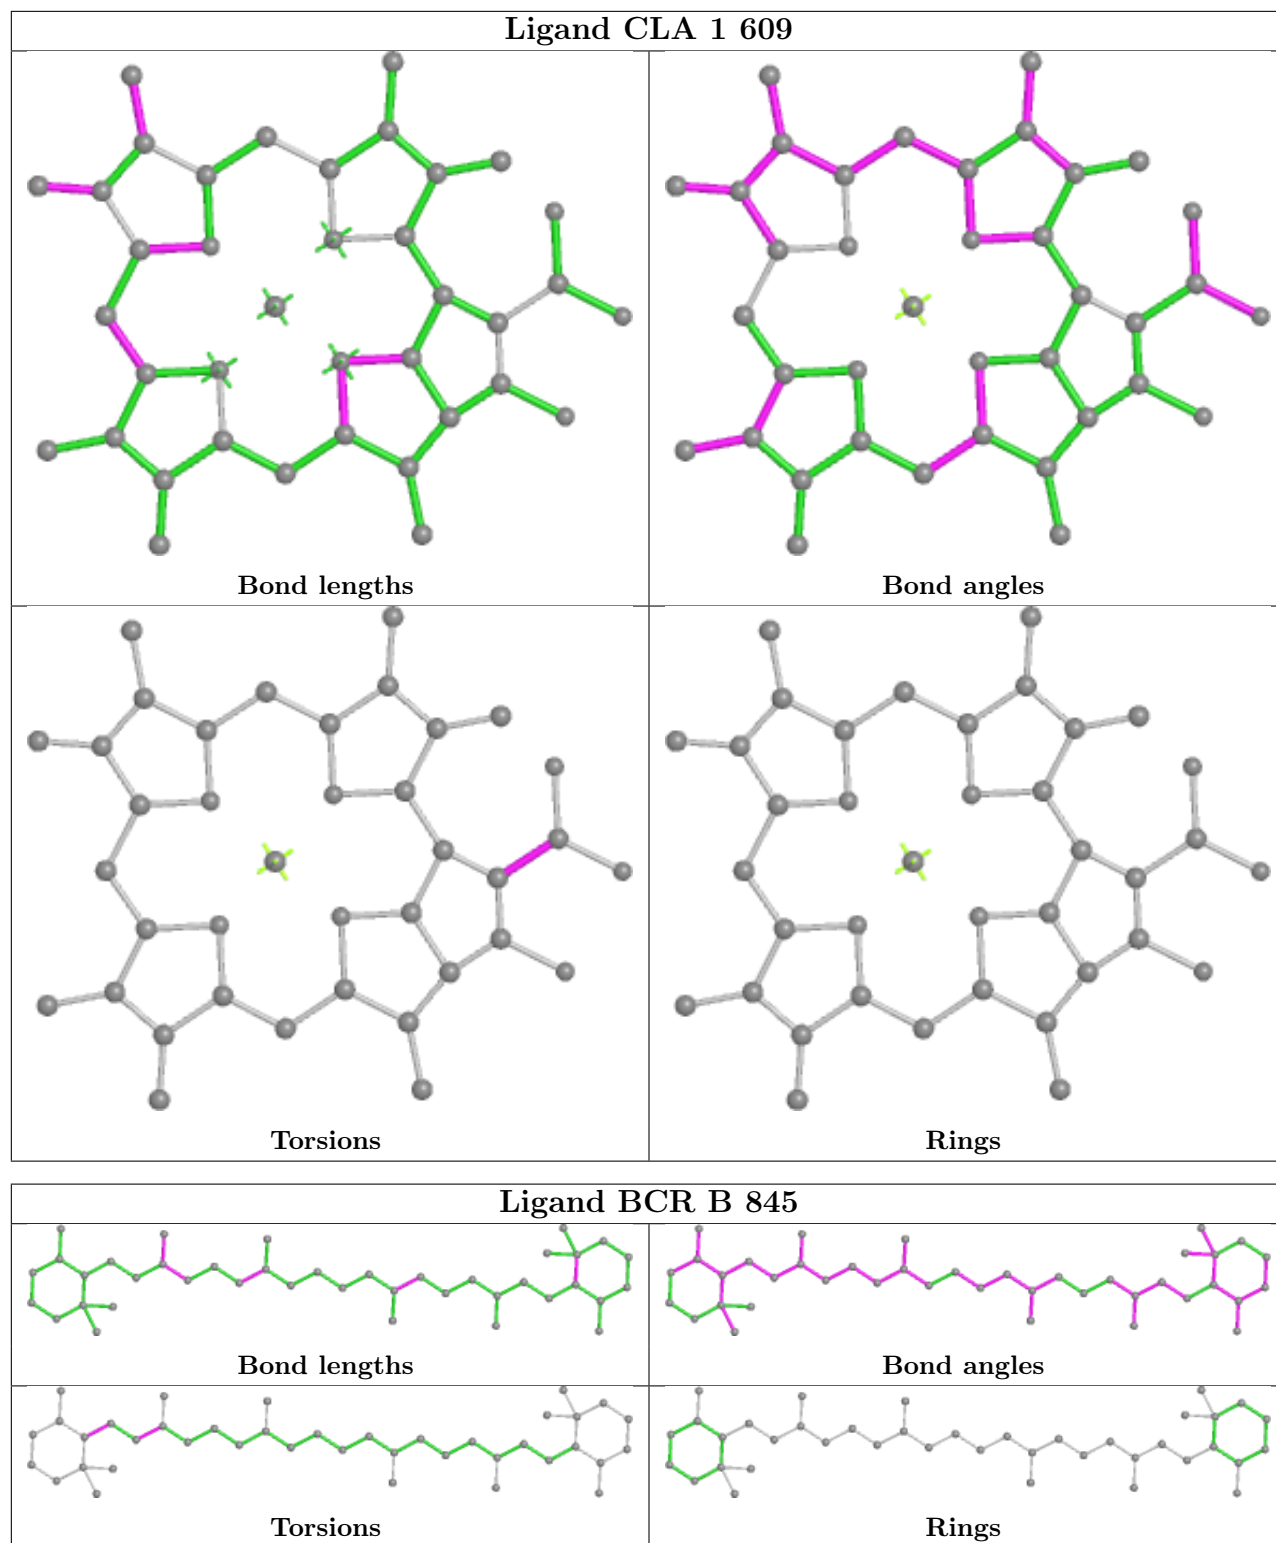 Ligand CLA 1 609
Bond lengths
Bond angles
Torsions
Rings
Ligand BCR B 845
Bond lengths
Bond angles
Torsions
Rings